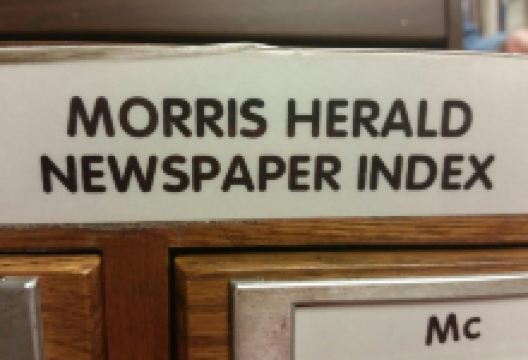 MORRIS HERALD
NEWSPAPER INDEX
Mc